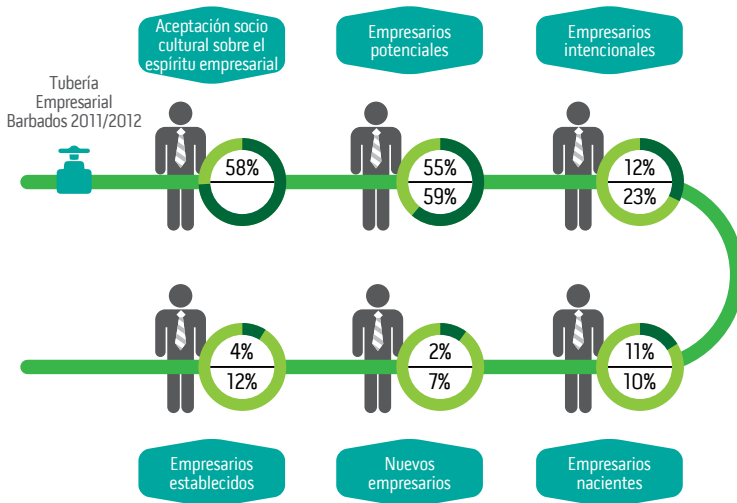 Aceptación socio
cultural sobre el
espíritu empresarial
Empresarios
potenciales
Empresarios
intencionales
Tubería
Empresarial
Barbados 2011/2012
58%
55%
59%
12%
23%
4%
12%
2%
7%
11%
10%
Empresarios
establecidos
Nuevos
empresarios
Empresarios
nacientes